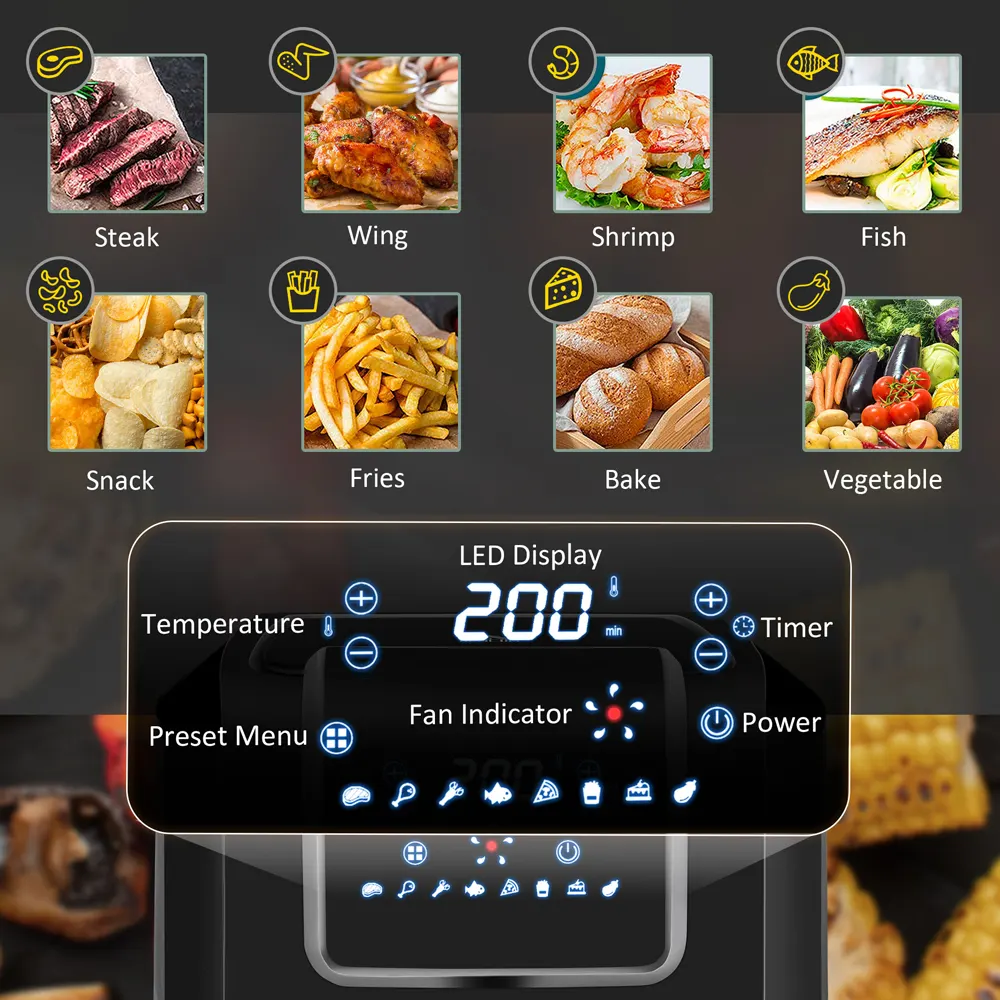 Steak
Wing
Shrimp
Fish
Snack
Fries
Bake
Vegetable
LED Display
Temperature
200
min
Timer
Fan Indicator
Preset Menu
Power